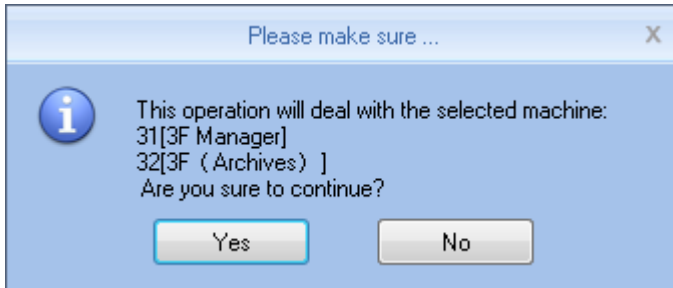 Please make sure ...
X
This operation will deal with the selected machine:
31[3F Manager]
32[3F（Archives）]
Are you sure to continue?
Yes No